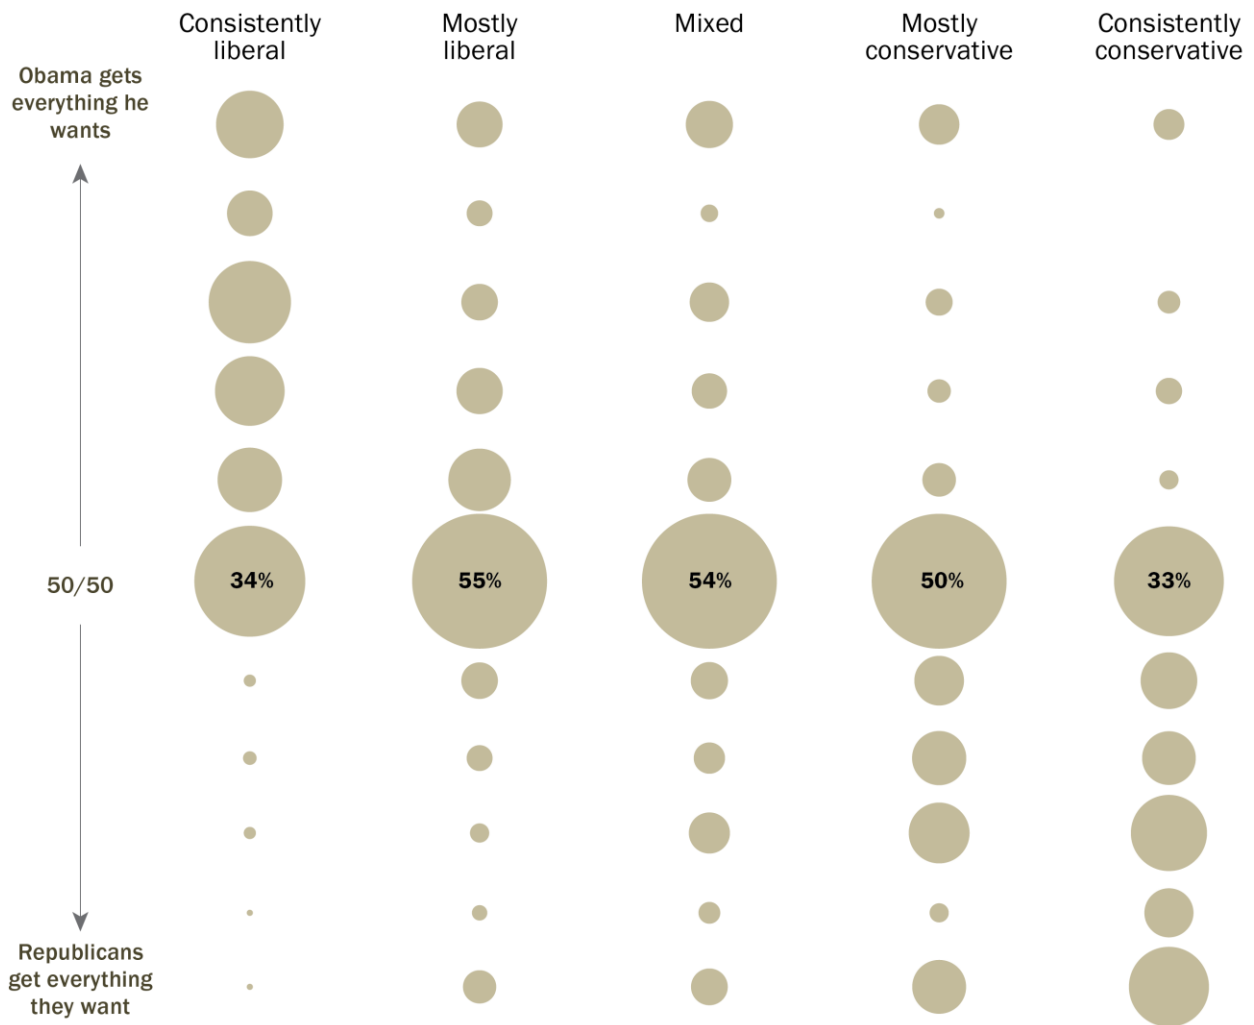 Consistently
liberal
Mostly
liberal
Mixed
Mostly
conservative
Consistently
conservative
Obama gets
everything he
wants
50/50
34%
55%
54%
50%
33%
Republicans
get everything
they want